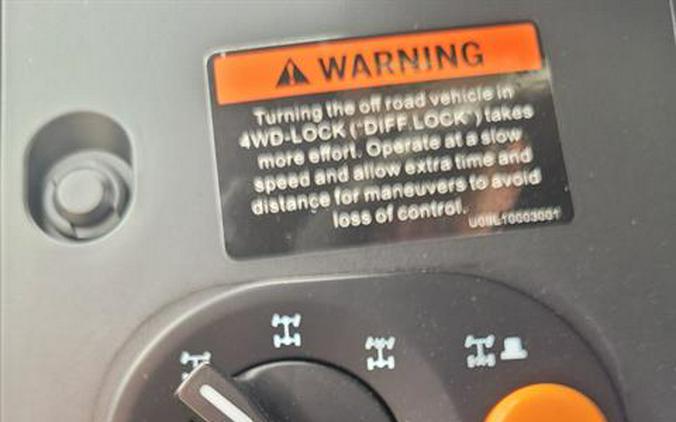 WARNING
Turning the off road vehicle in
4WD-LOCK ("DIFF.LOCK") takes
more effort. Operate at a slow
speed and allow extra time and
distance for maneuvers to avoid
loss of control.
U09L10003001